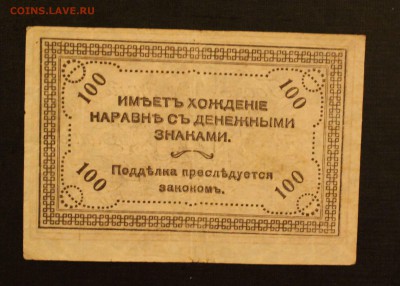 COINS.LAVE.RU
100 100
ИМѢЕТЪ ХОЖДЕНІЕ
НАРАВНѢ СЪ ДЕНЕЖНЫМИ
ЗНАКАМИ.
Поддѣлка преслѣдуется
закономъ.
100 100